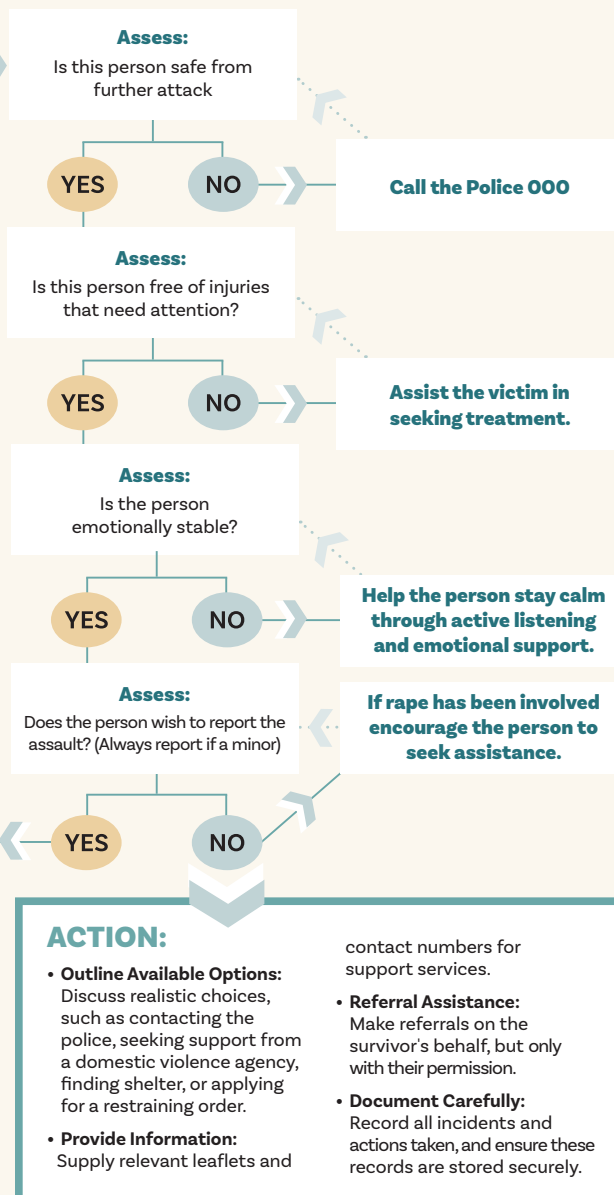 Assess:
Is this person safe from
further attack
YES
NO
Call the Police 000
Assess:
Is this person free of injuries
that need attention?
YES
NO
Assist the victim in
seeking treatment.
Assess:
Is the person
emotionally stable?
YES
NO
Help the person stay calm
through active listening
and emotional support.
Assess:
Does the person wish to report the
assault? (Always report if a minor)
If rape has been involved
encourage the person to
seek assistance.
YES
NO
ACTION:
• Outline Available Options:
Discuss realistic choices,
such as contacting the
police, seeking support from
a domestic violence agency,
finding shelter, or applying
for a restraining order.
• Provide Information:
Supply relevant leaflets and
contact numbers for
support services.
• Referral Assistance:
Make referrals on the
survivor's behalf, but only
with their permission.
• Document Carefully:
Record all incidents and
actions taken, and ensure these
records are stored securely.